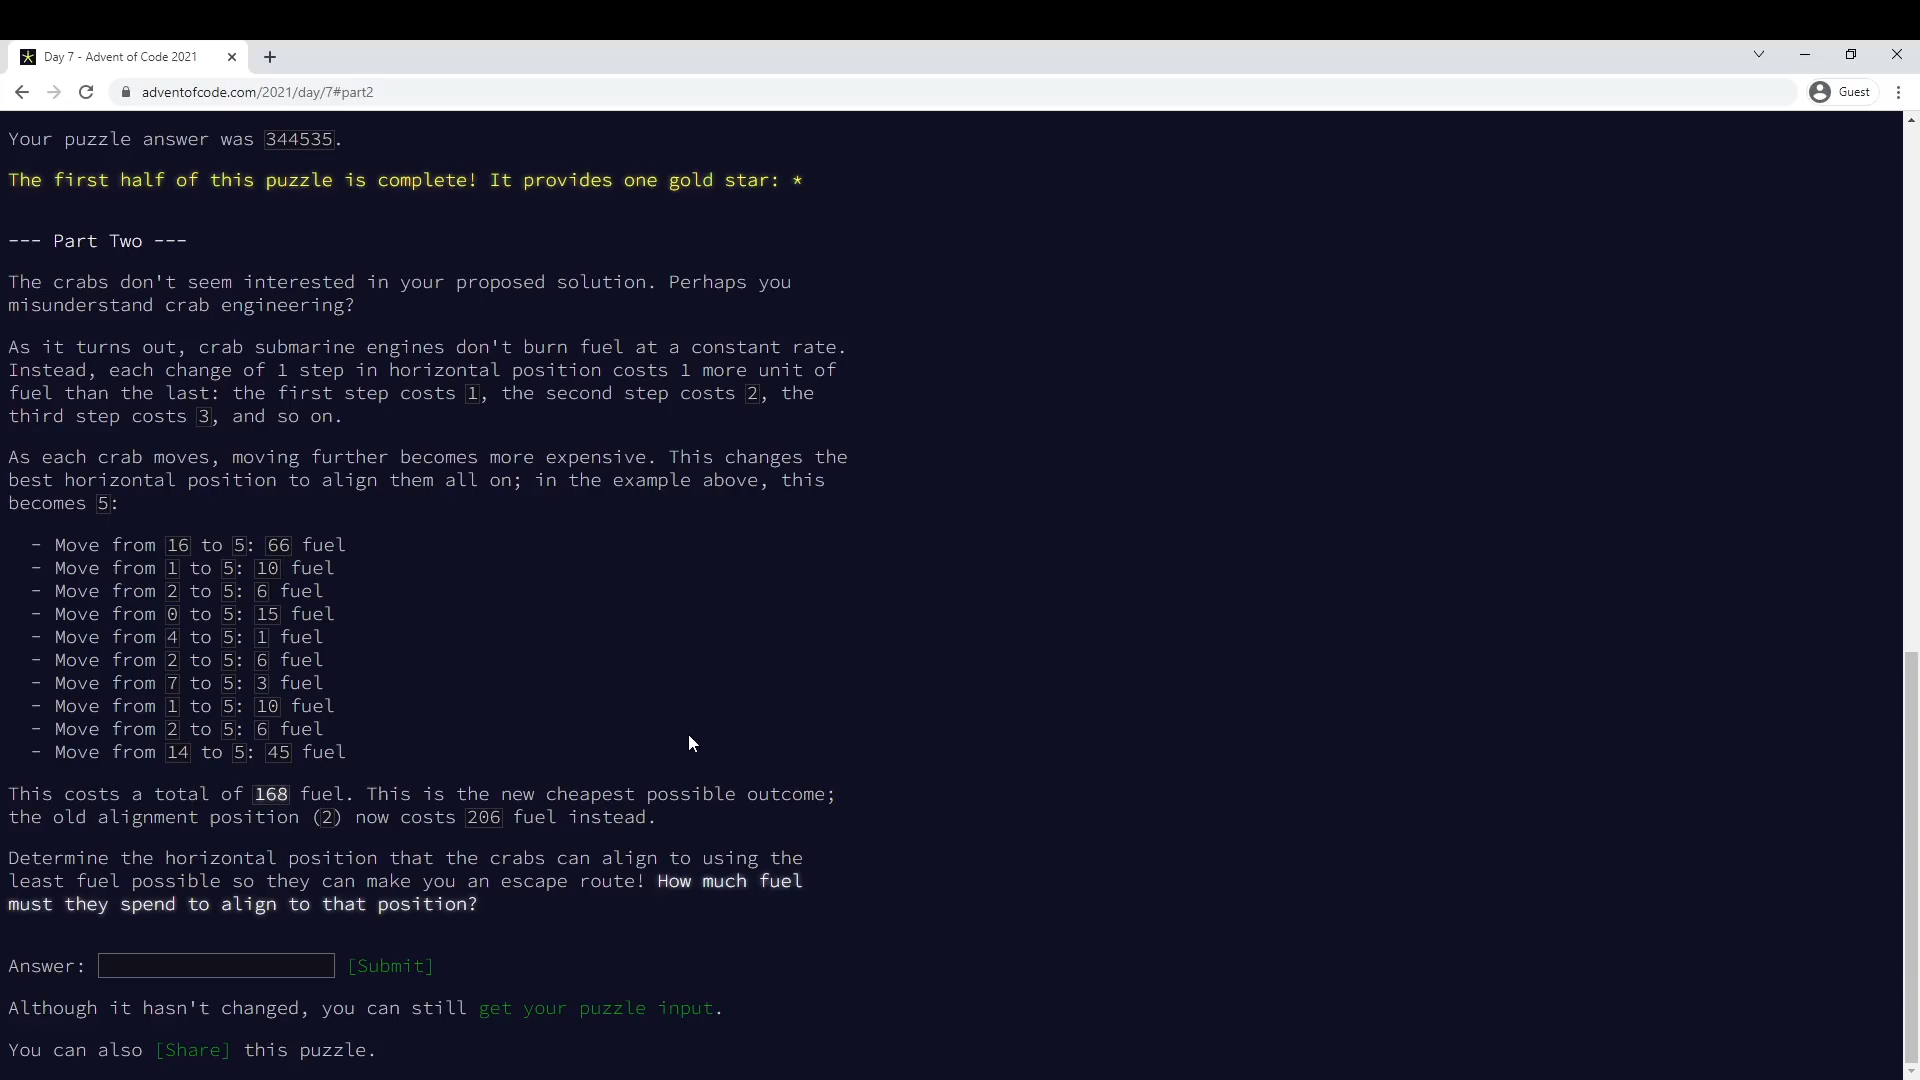 Day 7 - Advent of Code 2021
adventofcode.com/2021/day/7#part2
Guest
Your puzzle answer was 344535.
The first half of this puzzle is complete! It provides one gold star: *
--- Part Two ---
The crabs don't seem interested in your proposed solution. Perhaps you
misunderstand crab engineering?
As it turns out, crab submarine engines don't burn fuel at a constant rate.
Instead, each change of 1 step in horizontal position costs 1 more unit of
fuel than the last: the first step costs 1, the second step costs 2, the
third step costs 3, and so on.
As each crab moves, moving further becomes more expensive. This changes the
best horizontal position to align them all on; in the example above, this
becomes 5:
- Move from 16 to 5: 66 fuel
- Move from 1 to 5: 10 fuel
- Move from 2 to 5: 6 fuel
- Move from 0 to 5: 15 fuel
- Move from 4 to 5: 1 fuel
- Move from 2 to 5: 6 fuel
- Move from 7 to 5: 3 fuel
- Move from 1 to 5: 10 fuel
- Move from 2 to 5: 6 fuel
- Move from 14 to 5: 45 fuel
This costs a total of 168 fuel. This is the new cheapest possible outcome;
the old alignment position (2) now costs 206 fuel instead.
Determine the horizontal position that the crabs can align to using the
least fuel possible so they can make you an escape route! How much fuel
must they spend to align to that position?
Answer: [Submit]
Although it hasn't changed, you can still get your puzzle input.
You can also [Share] this puzzle.